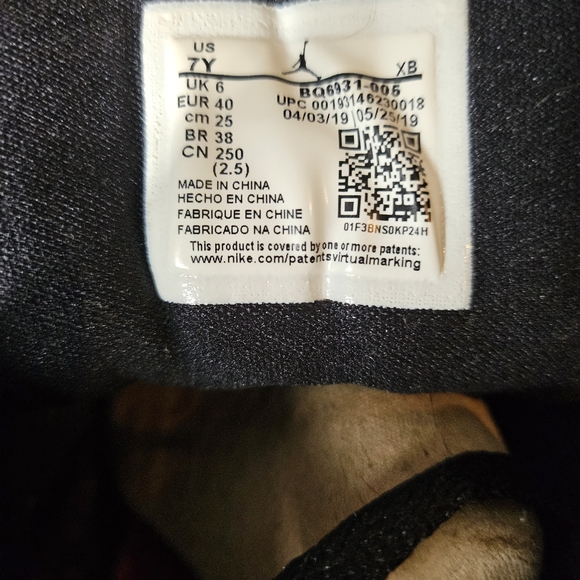 US
7Y XB
UK 6 BQ6931-005
EUR 40 UPC 00193146230018
cm 25 04/03/19 05/25/19
BR 38
CN 250
(2.5)
MADE IN CHINA
HECHO EN CHINA
FABRIQUE EN CHINE
FABRICADO NA CHINA 01F3BNS0KP24H
This product is covered by one or more patents:
www.nike.com/patentsvirtualmarking